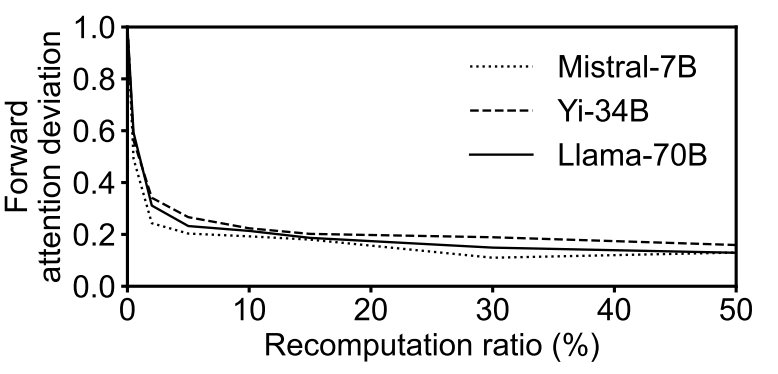 Forward
attention deviation
1.0
0.8
0.6
0.4
0.2
0.0
Mistral-7B
Yi-34B
Llama-70B
0 10 20 30 40 50
Recomputation ratio (%)